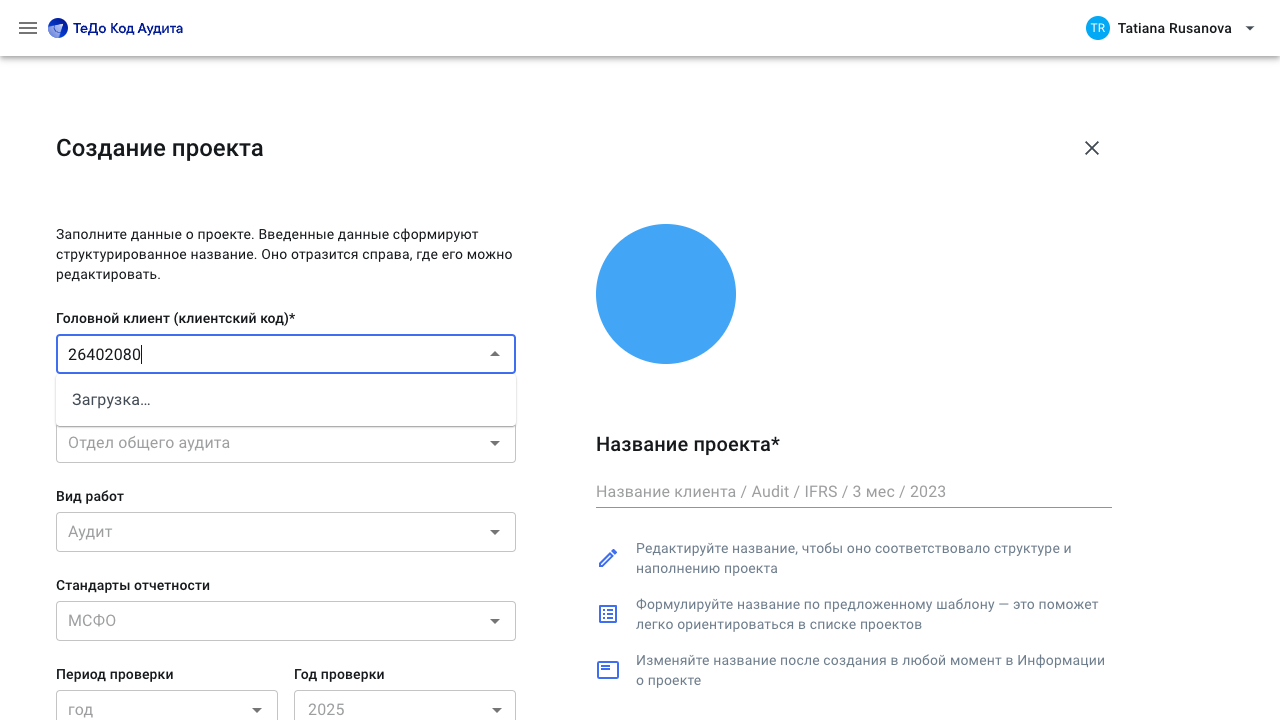 ТеДо Код Аудита
TR
Tatiana Rusanova
Создание проекта
Заполните данные о проекте. Введенные данные сформируют
структурированное название. Оно отразится справа, где его можно
редактировать.
Головной клиент (клиентский код)*
26402080
Загрузка…
Отдел общего аудита
Вид работ
Аудит
Стандарты отчетности
МСФО
Период проверки
Год проверки
год
2025
Название проекта*
Название клиента / Audit / IFRS / 3 мес / 2023
Редактируйте название, чтобы оно соответствовало структуре и
наполнению проекта
Формулируйте название по предложенному шаблону — это поможет
легко ориентироваться в списке проектов
Изменяйте название после создания в любой момент в Информации
о проекте